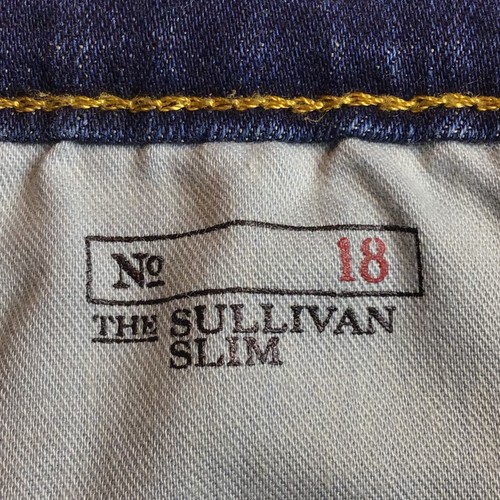 Nº 18
THE SULLIVAN
SLIM